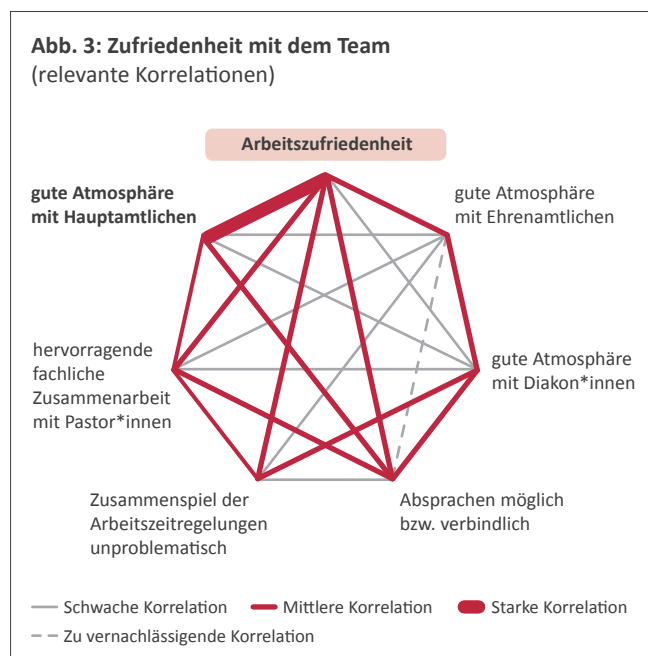 Abb. 3: Zufriedenheit mit dem Team
(relevante Korrelationen)
Arbeitszufriedenheit
gute Atmosphäre
mit Hauptamtlichen
gute Atmosphäre
mit Ehrenamtlichen
hervorragende
fachliche
Zusammenarbeit
mit Pastor*innen
gute Atmosphäre
mit Diakon*innen
Zusammenspiel der
Arbeitszeitregelungen
unproblematisch
Absprachen möglich
bzw. verbindlich
Schwache Korrelation
Mittlere Korrelation
Starke Korrelation
Zu vernachlässigende Korrelation